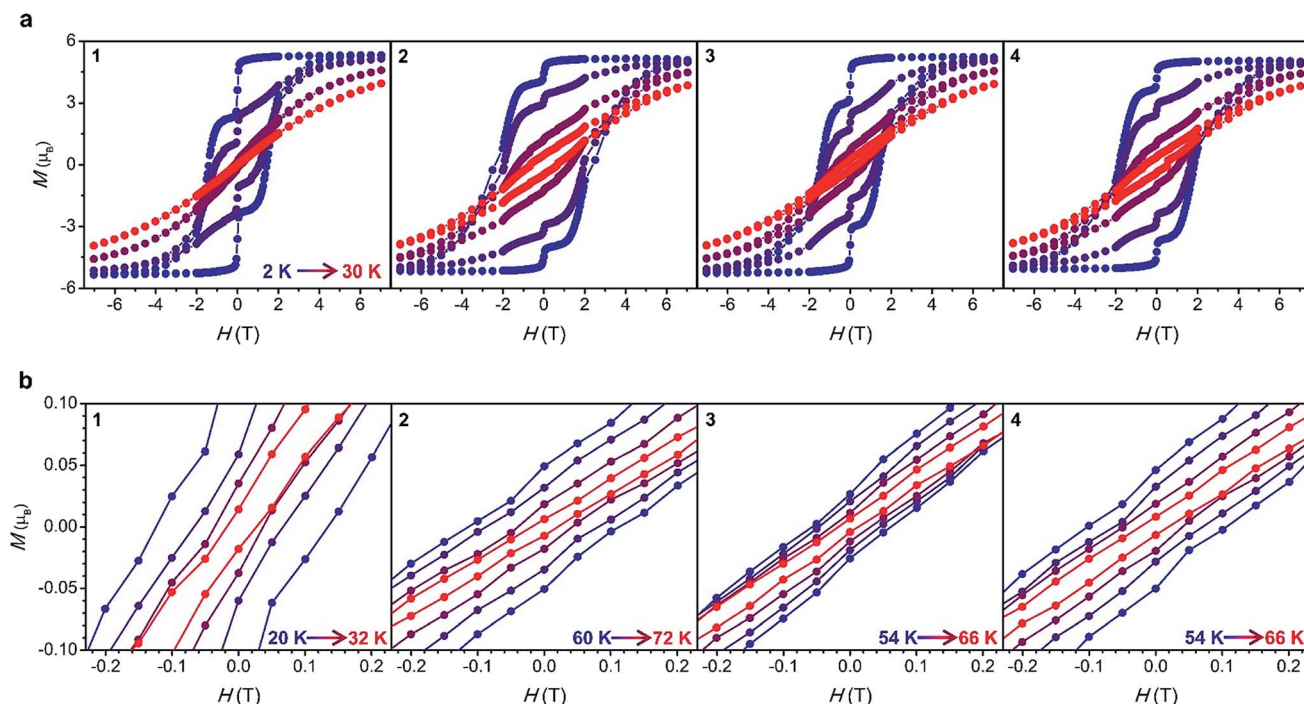 a
1 2 3 4
6
3
0
-3
-6
M (μB)
2 K → 30 K
-6 -4 -2 0 2 4 6 -6 -4 -2 0 2 4 6 -6 -4 -2 0 2 4 6 -6 -4 -2 0 2 4 6
H (T) H (T) H (T) H (T)
b
1 2 3 4
0.10
0.05
0.00
-0.05
-0.10
M (μB)
20 K → 32 K 60 K → 72 K 54 K → 66 K 54 K → 66 K
-0.2 -0.1 0.0 0.1 0.2 -0.2 -0.1 0.0 0.1 0.2 -0.2 -0.1 0.0 0.1 0.2 -0.2 -0.1 0.0 0.1 0.2
H (T) H (T) H (T) H (T)